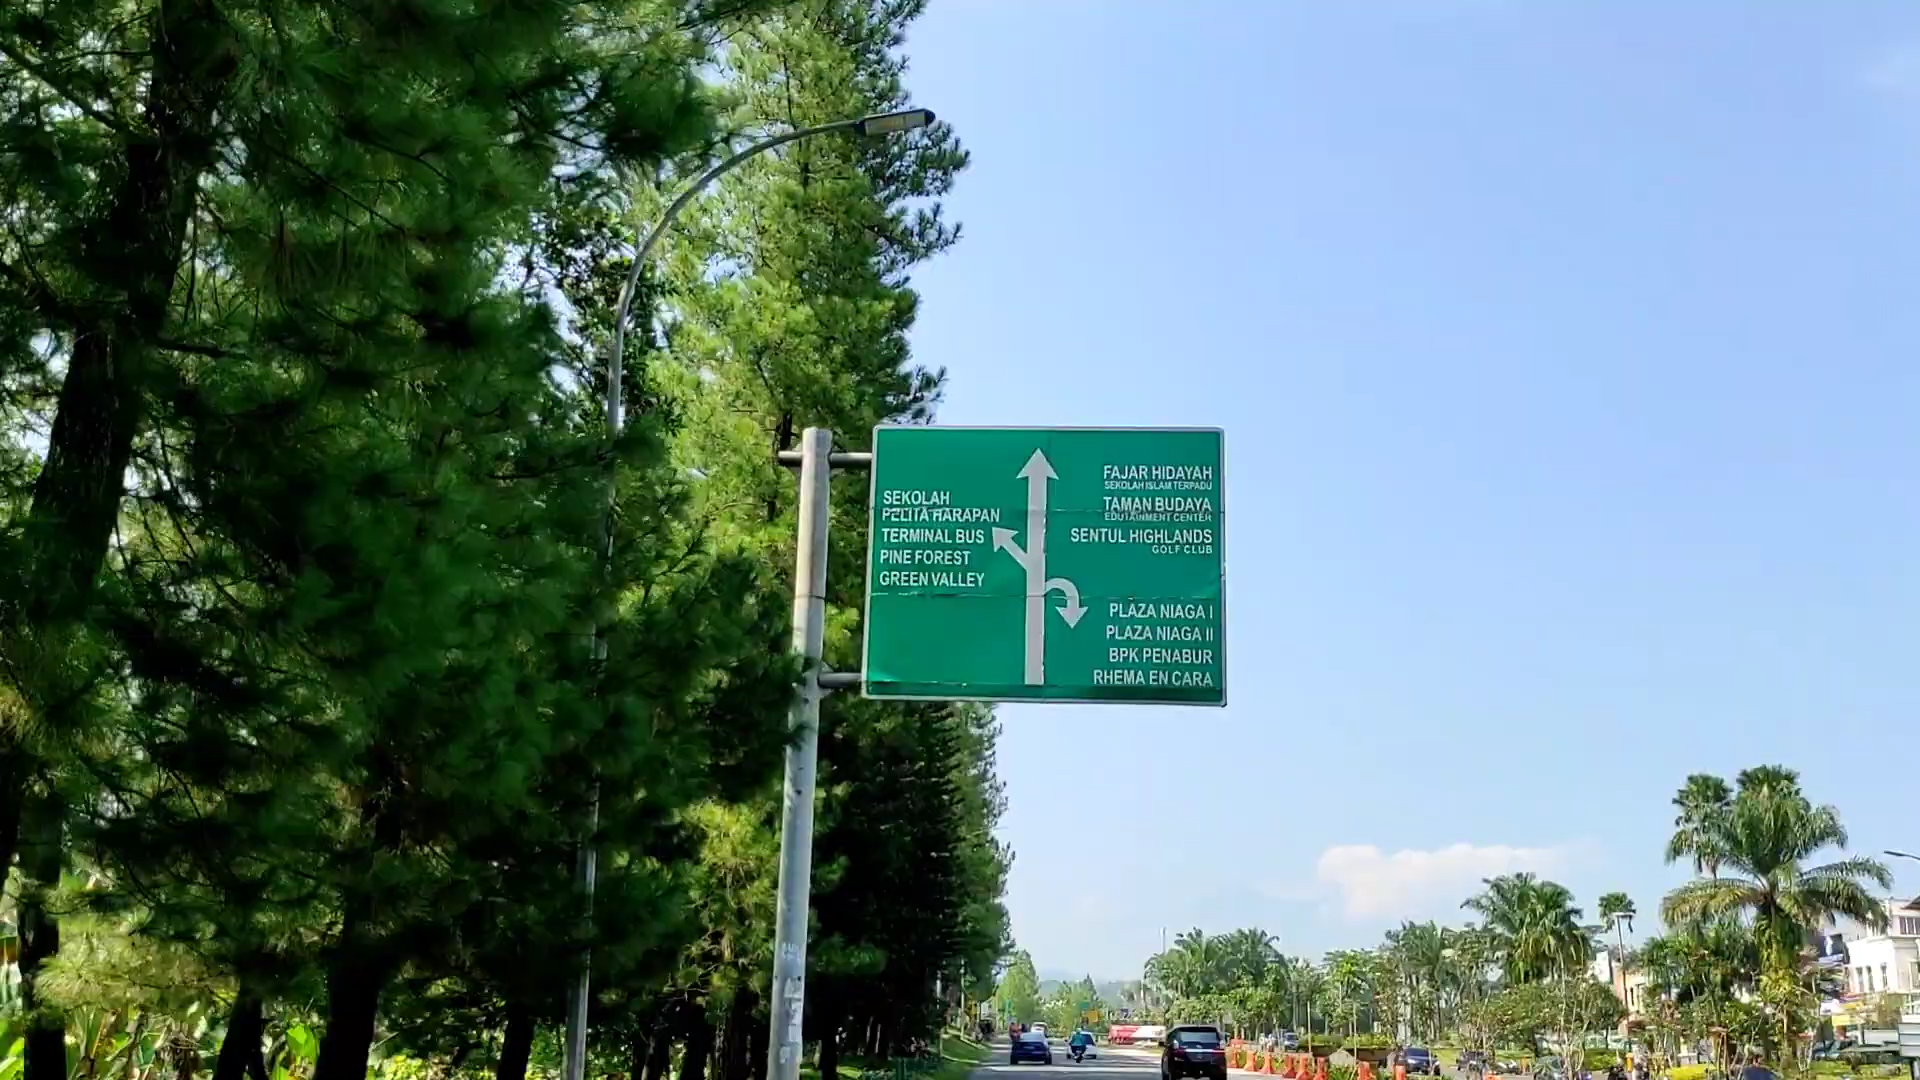 SEKOLAH
PELITA HARAPAN
TERMINAL BUS
PINE FOREST
GREEN VALLEY
FAJAR HIDAYAH
SEKOLAH ISLAM TERPADU
TAMAN BUDAYA
EDUTAINMENT CENTER
SENTUL HIGHLANDS
GOLF CLUB
PLAZA NIAGA I
PLAZA NIAGA II
BPK PENABUR
RHEMA EN CARA